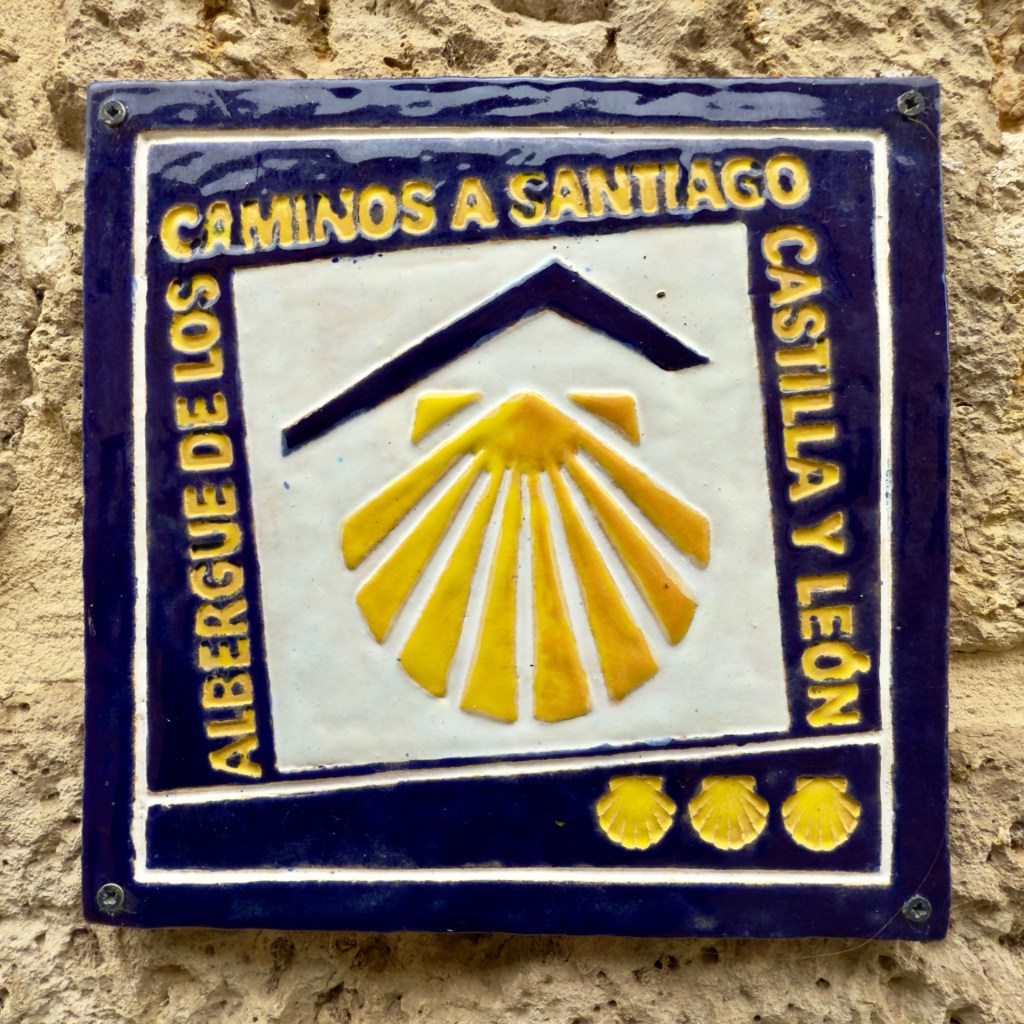 ALBERGUE DE LOS
CAMINOS A SANTIAGO
CASTILLA Y LEÓN